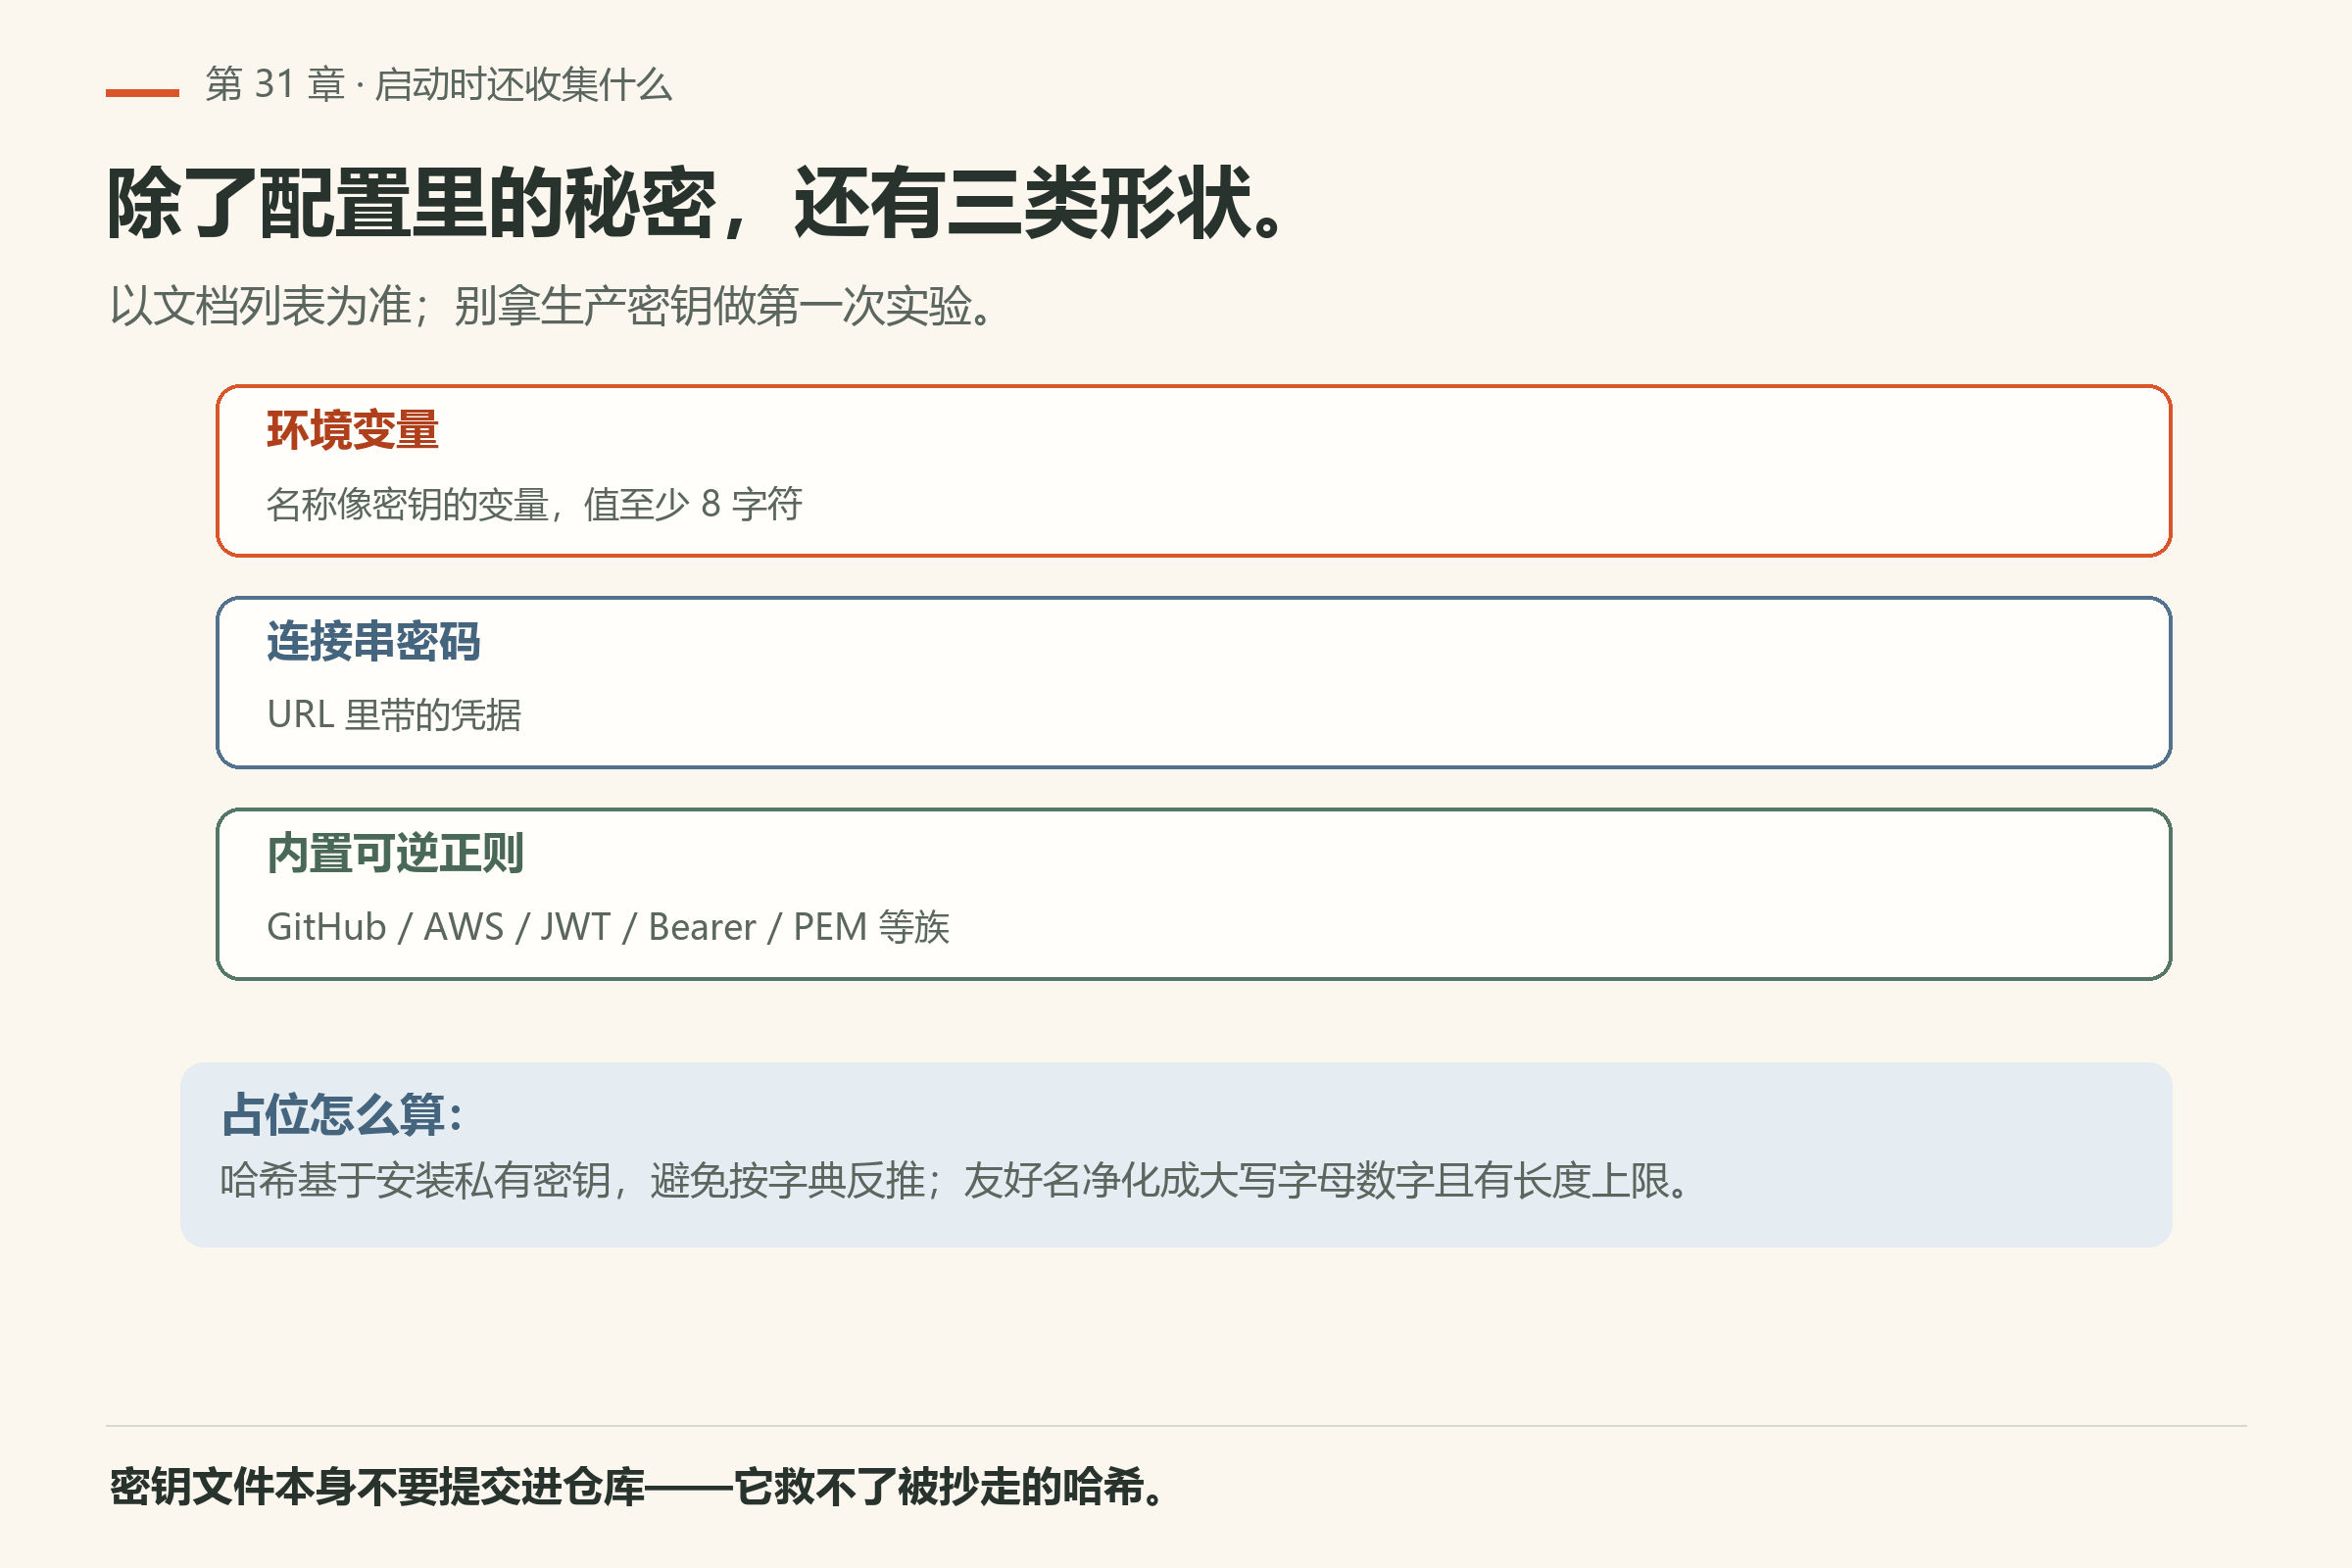 第 31 章 · 启动时还收集什么
除了配置里的秘密，还有三类形状。
以文档列表为准；别拿生产密钥做第一次实验。
环境变量
名称像密钥的变量，值至少 8 字符
连接串密码
URL 里带的凭据
内置可逆正则
GitHub / AWS / JWT / Bearer / PEM 等族
占位怎么算：
哈希基于安装私有密钥，避免按字典反推；友好名净化成大写字母数字且有长度上限。
密钥文件本身不要提交进仓库——它救不了被抄走的哈希。